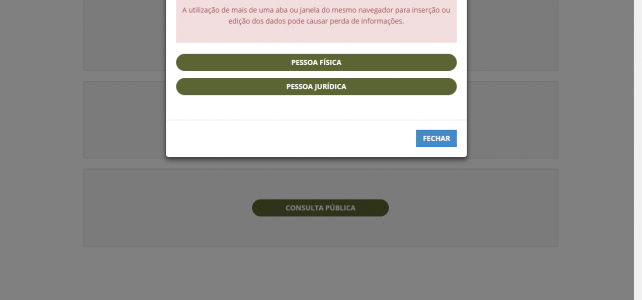 A utilização de mais de uma aba ou janela do mesmo navegador para inserção ou
edição dos dados pode causar perda de informações.
PESSOA FÍSICA
PESSOA JURÍDICA
FECHAR
CONSULTA PÚBLICA